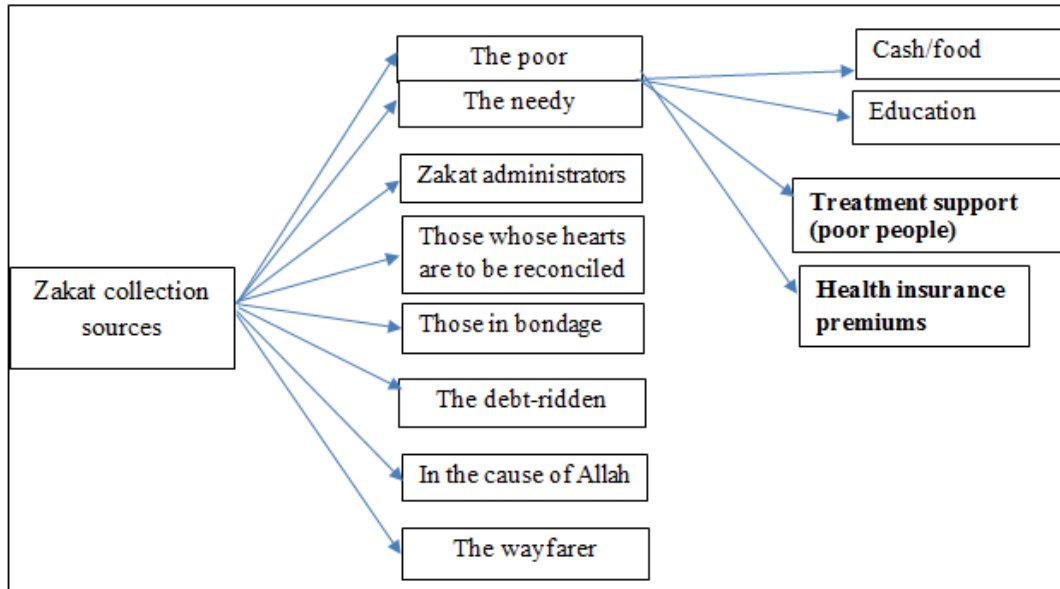 Zakat collection
sources
The poor
The needy
Zakat administrators
Those whose hearts
are to be reconciled
Those in bondage
The debt-ridden
In the cause of Allah
The wayfarer
Cash/food
Education
Treatment support
(poor people)
Health insurance
premiums